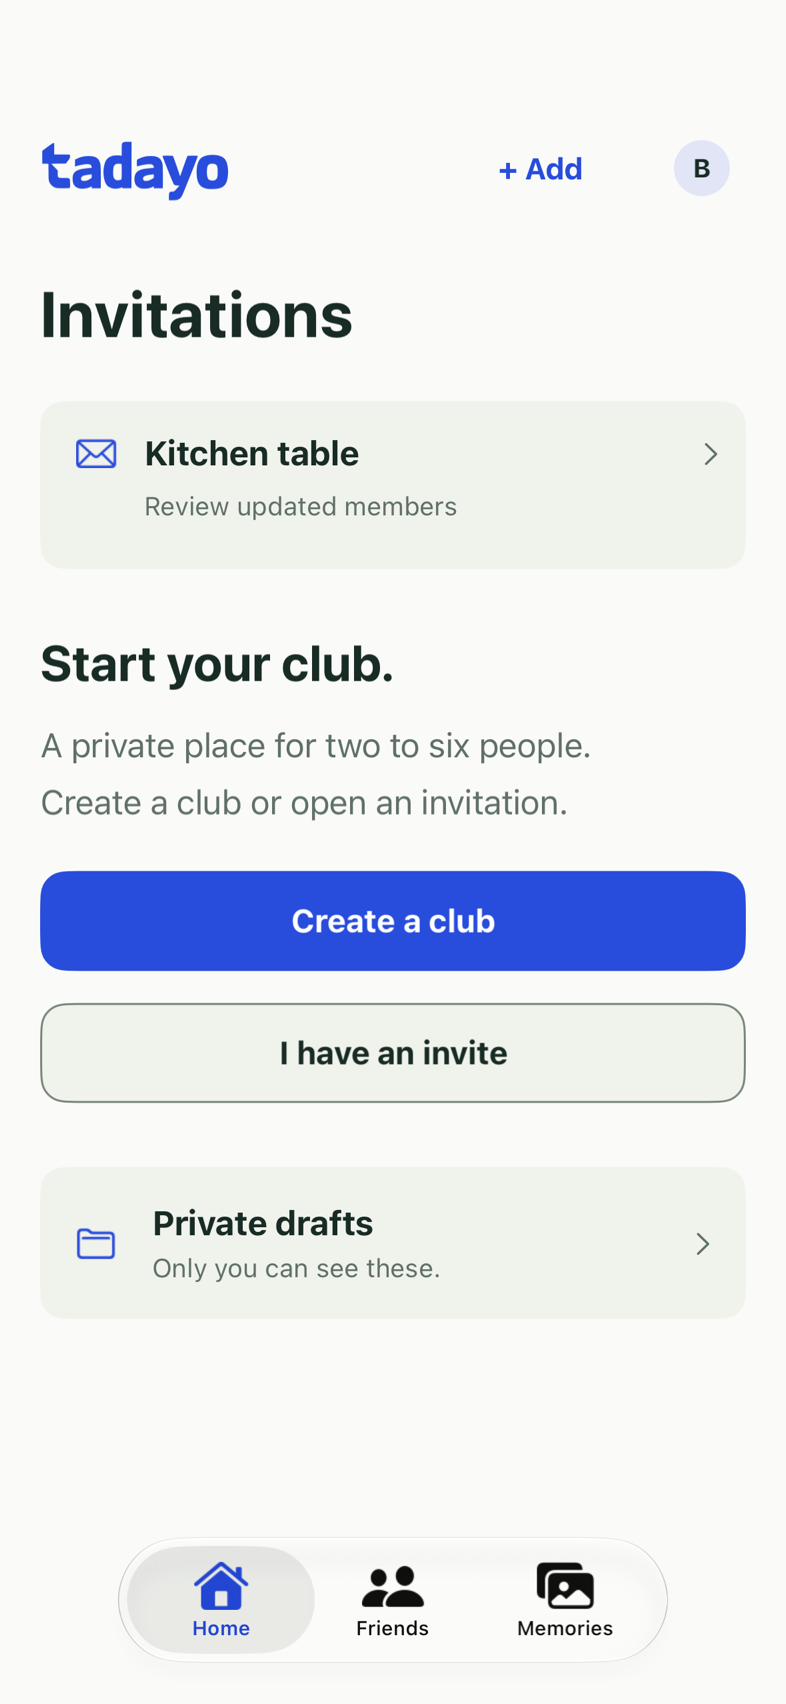 tadayo
+ Add
B
Invitations
Kitchen table
Review updated members
Start your club.
A private place for two to six people.
Create a club or open an invitation.
Create a club
I have an invite
Private drafts
Only you can see these.
Home
Friends
Memories